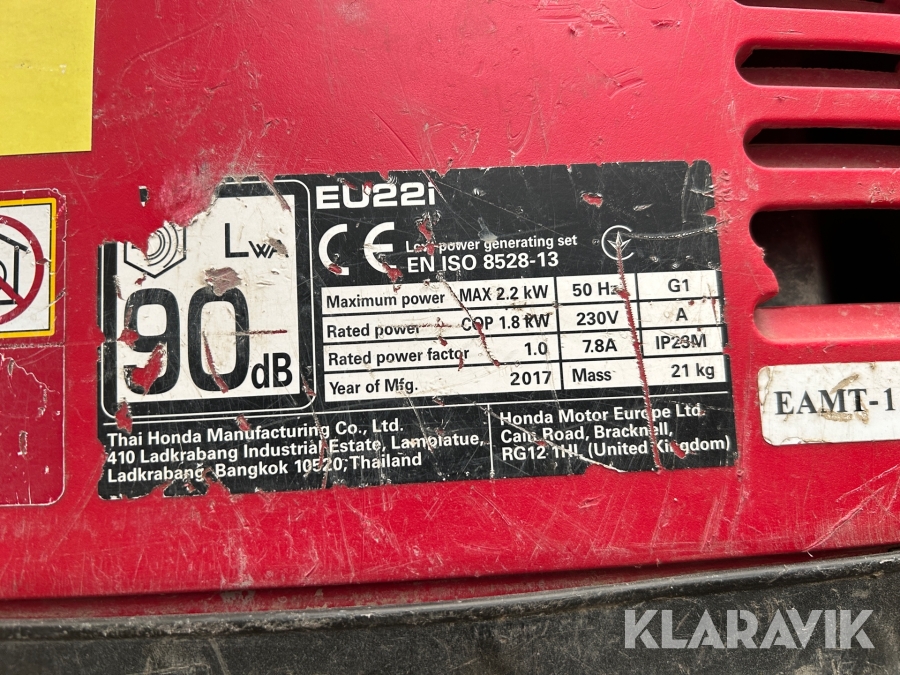 EU22i
LWA
90dB
CE Low power generating set
EN ISO 8528-13
Maximum power MAX 2.2 kW 50 Hz G1
Rated power COP 1.8 kW 230V A
Rated power factor 1.0 7.8A IP23M
Year of Mfg. 2017 Mass 21 kg
Thai Honda Manufacturing Co., Ltd.
410 Ladkrabang Industrial Estate, Lamplatue,
Ladkrabang, Bangkok 10520, Thailand
Honda Motor Europe Ltd.
Cain Road, Bracknell,
RG12 1HL (United Kingdom)
EAMT-1
KLARAVIK